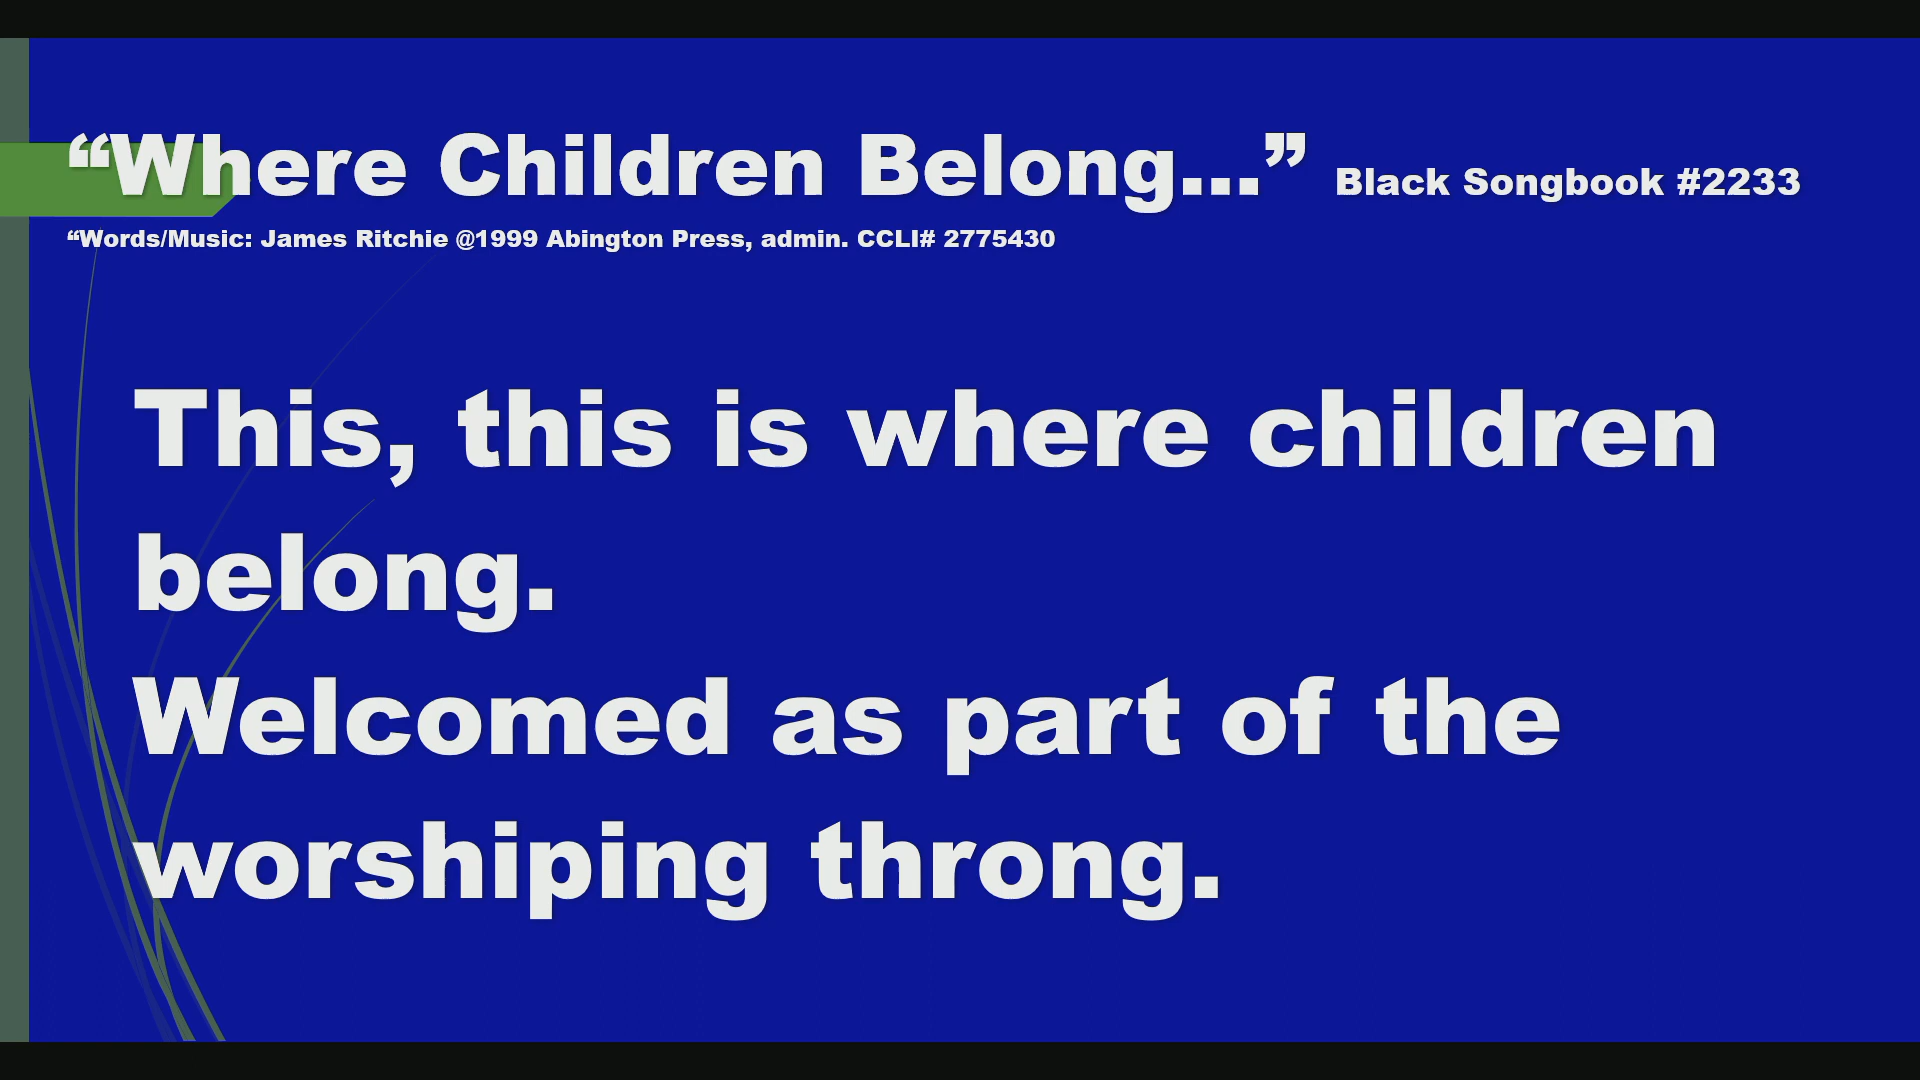 “Where Children Belong...” Black Songbook #2233
“Words/Music: James Ritchie @1999 Abington Press, admin. CCLI# 2775430
This, this is where children
belong.
Welcomed as part of the
worshiping throng.